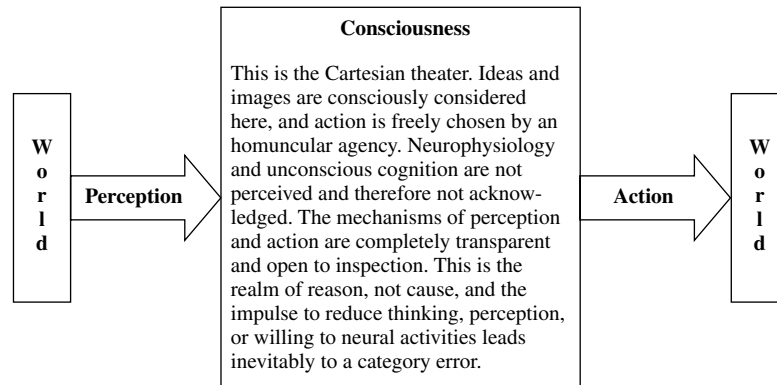 Consciousness
This is the Cartesian theater. Ideas and
images are consciously considered
here, and action is freely chosen by an
homuncular agency. Neurophysiology
and unconscious cognition are not
perceived and therefore not acknow-
ledged. The mechanisms of perception
and action are completely transparent
and open to inspection. This is the
realm of reason, not cause, and the
impulse to reduce thinking, perception,
or willing to neural activities leads
inevitably to a category error.
World
Perception
Action
World